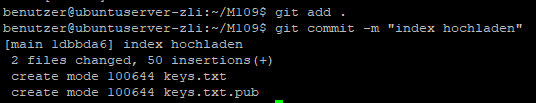 benutzer@ubuntuserver-zli:~/M109$ git add .
benutzer@ubuntuserver-zli:~/M109$ git commit -m "index hochladen"
[main 1dbbda6] index hochladen
 2 files changed, 50 insertions(+)
 create mode 100644 keys.txt
 create mode 100644 keys.txt.pub